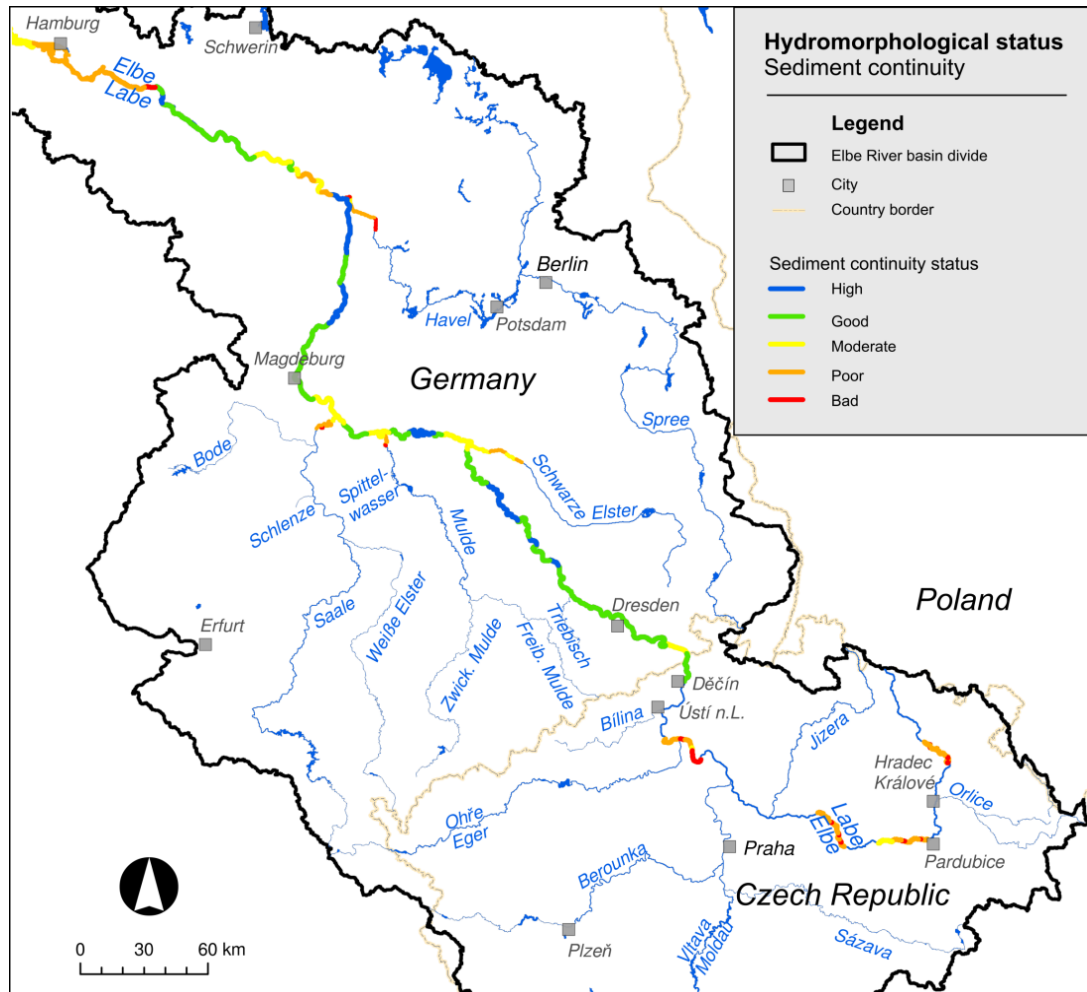 Hamburg
Schwerin
Elbe
Labe
Berlin
Havel
Potsdam
Magdeburg
Germany
Spree
Bode
Spittel-
wasser
Schwarze
Elster
Schlenze
Mulde
Saale
Weiße Elster
Zwick. Mulde
Freib. Mulde
Triebisch
Dresden
Erfurt
Poland
Děčín
Ústí n.L.
Bílina
Jizera
Hradec
Králové
Orlice
Ohře
Eger
Labe
Elbe
Pardubice
Praha
Berounka
Czech Republic
Plzeň
Vltava
Moldau
Sázava
0 30 60 km
Hydromorphological status
Sediment continuity
Legend
Elbe River basin divide
City
Country border
Sediment continuity status
High
Good
Moderate
Poor
Bad